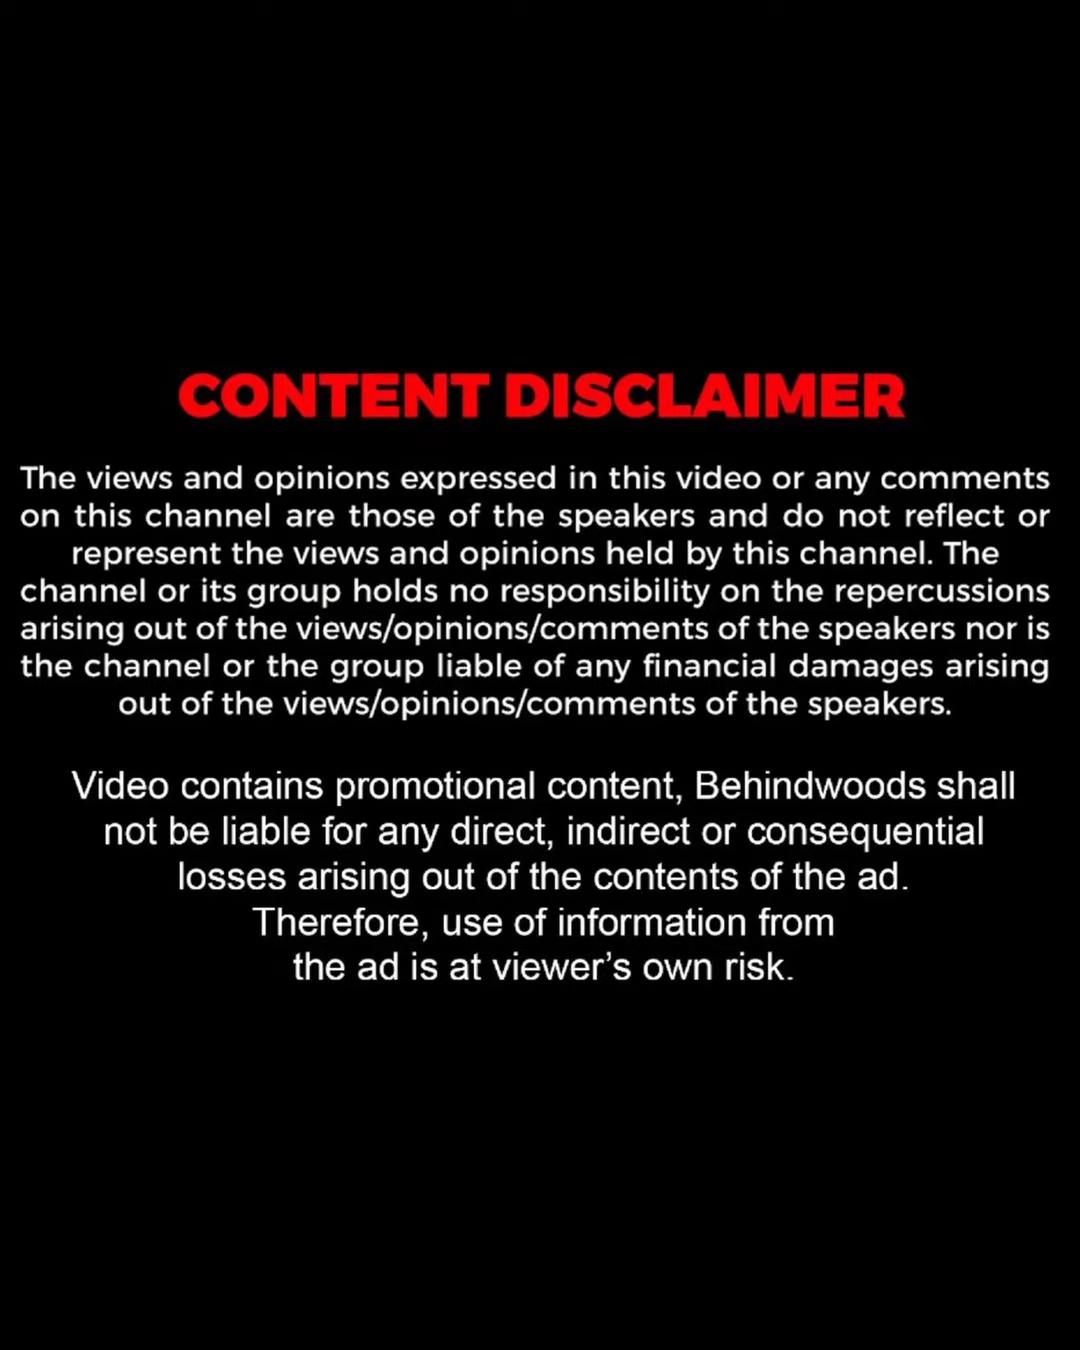 CONTENT DISCLAIMER
The views and opinions expressed in this video or any comments
on this channel are those of the speakers and do not reflect or
represent the views and opinions held by this channel. The
channel or its group holds no responsibility on the repercussions
arising out of the views/opinions/comments of the speakers nor is
the channel or the group liable of any financial damages arising
out of the views/opinions/comments of the speakers.
Video contains promotional content, Behindwoods shall
not be liable for any direct, indirect or consequential
losses arising out of the contents of the ad.
Therefore, use of information from
the ad is at viewer’s own risk.